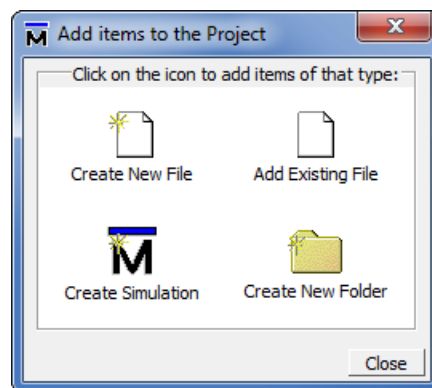 Add items to the Project
Click on the icon to add items of that type:
Create New File
Add Existing File
Create Simulation
Create New Folder
Close